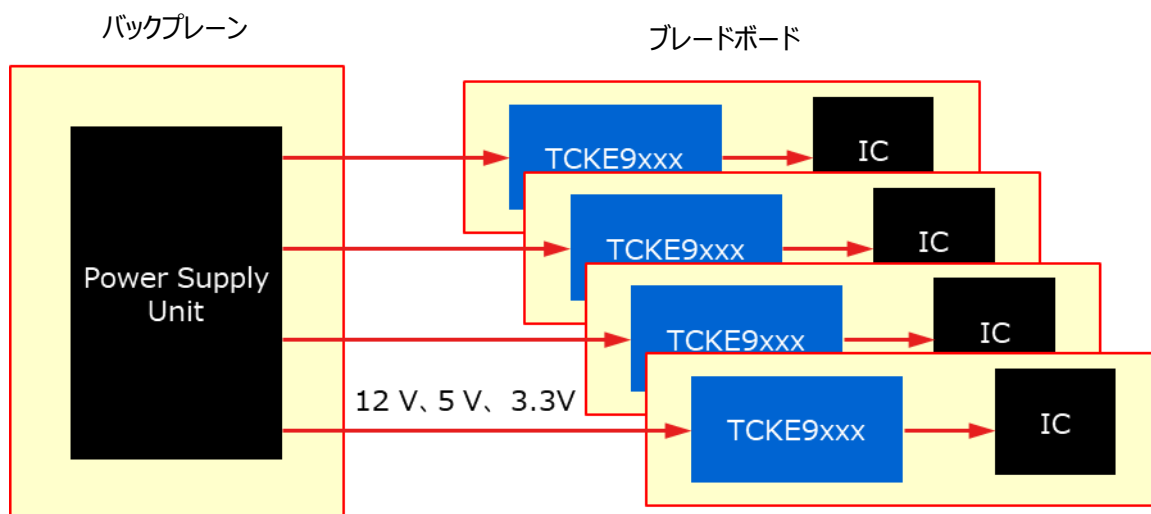 バックプレーン
ブレードボード
TCKE9xxx
IC
TCKE9xxx
IC
Power Supply
Unit
TCKE9xxx
IC
12 V、5 V、3.3V
TCKE9xxx
IC